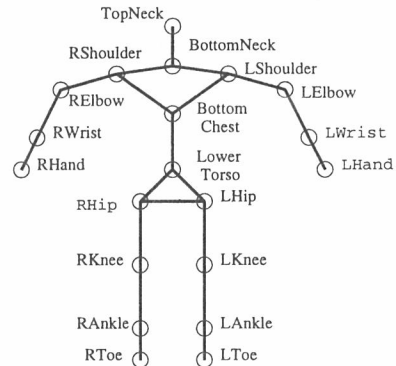 TopNeck
BottomNeck
RShoulder
LShoulder
RElbow
LElbow
Bottom
Chest
RWrist
LWrist
RHand
LHand
Lower
Torso
RHip
LHip
RKnee
LKnee
RAnkle
LAnkle
RToe
LToe